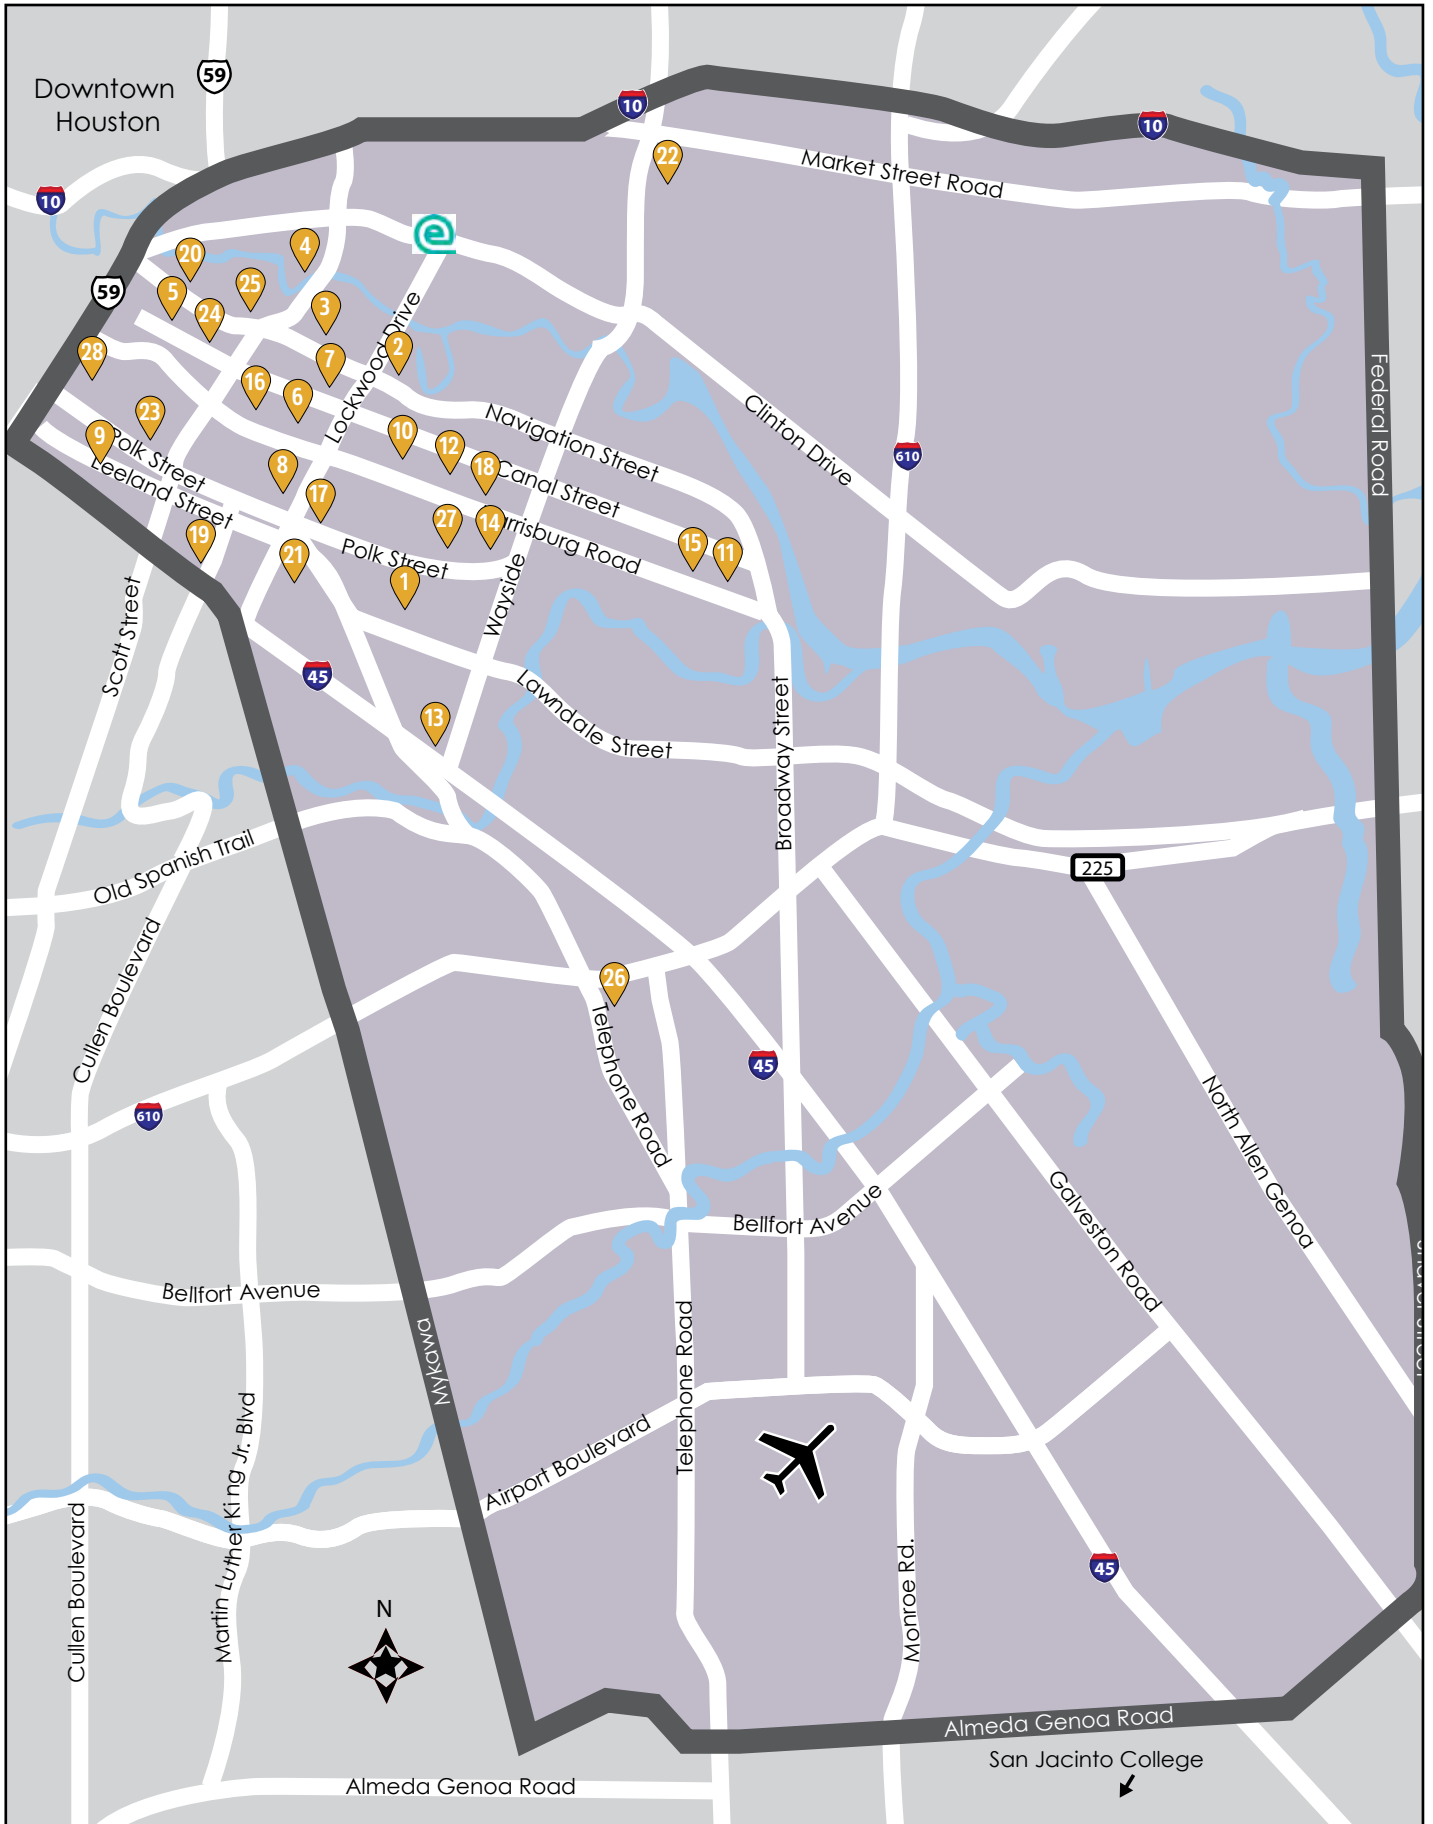 59
Downtown
Houston
10
10
22
Market Street Road
10
4
20
25
59
5
24
3
Lockwood Drive
2
28
7
16
6
Federal Road
23
Navigation Street
Clinton Drive
9
Polk Street
10
12
610
8
18
Canal Street
Leeland Street
17
27
14
Harrisburg Road
19
15
11
21
Polk Street
1
Wayside
Scott Street
45
Lawndale Street
13
Broadway Street
Old Spanish Trail
225
Cullen Boulevard
26
Telephone Road
45
610
North Allen Genoa
Galveston Road
Bellfort Avenue
Bellfort Avenue
Mykawa
Telephone Road
Martin Luther King Jr. Blvd
Airport Boulevard
Cullen Boulevard
Monroe Rd.
45
N
Almeda Genoa Road
San Jacinto College
Almeda Genoa Road